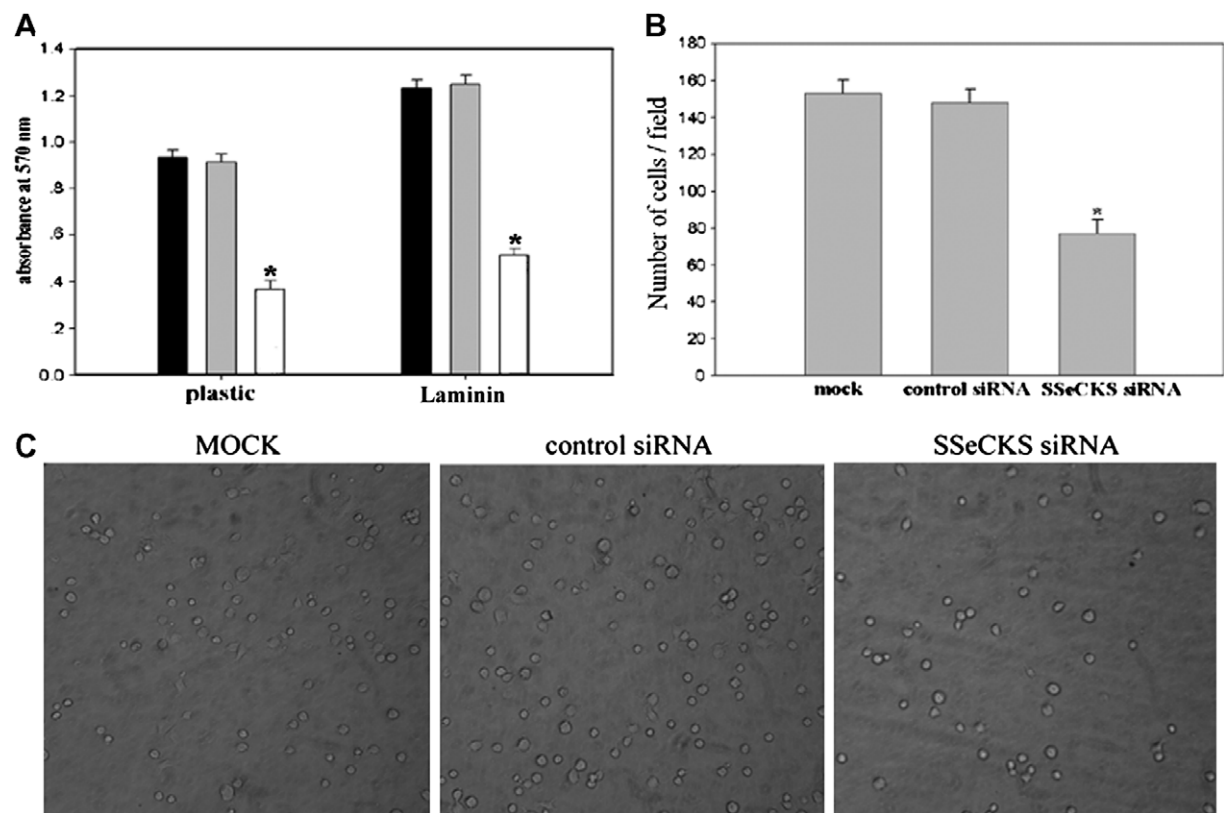 A
absorbance at 570 nm
1.4
1.2
1.0
.8
.6
.4
.2
0.0
*
*
plastic
Laminin
B
Number of cells / field
180
160
140
120
100
80
60
40
20
0
*
mock
control siRNA
SSeCKS siRNA
C
MOCK
control siRNA
SSeCKS siRNA